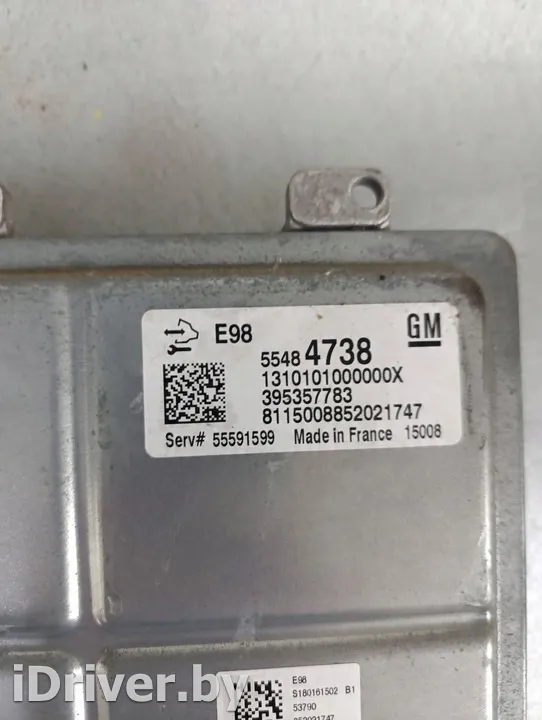 E98
GM
5548 4738
1310101000000X
395357783
8115008852021747
Serv# 55591599 Made in France 15008
E98
S180161502 B1
53790
852021747
iDriver.by